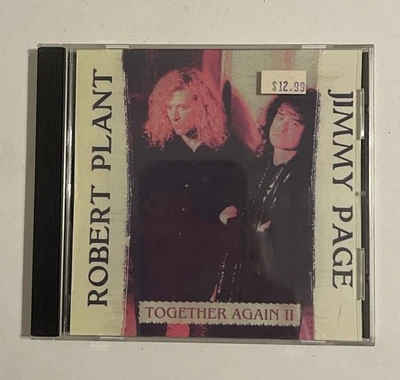 ROBERT PLANT
$12.99
JIMMY PAGE
TOGETHER AGAIN II